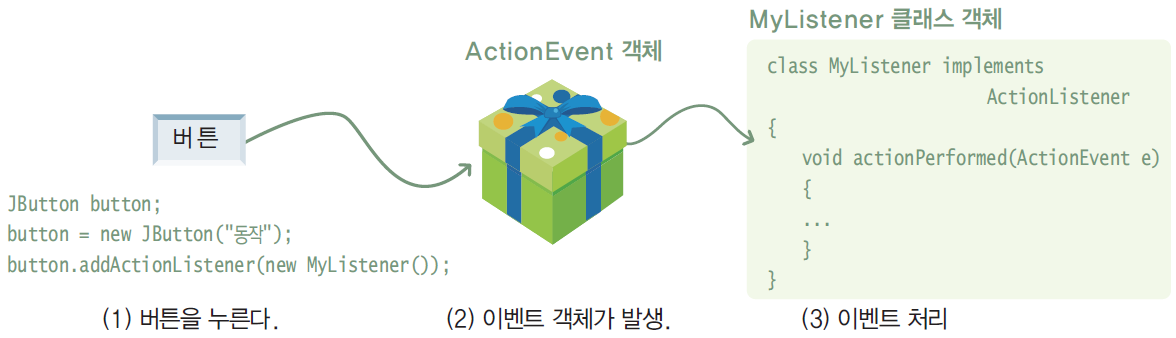 MyListener 클래스 객체
ActionEvent 객체
class MyListener implements
ActionListener
{
void actionPerformed(ActionEvent e)
{
...
}
}
버튼
JButton button;
button = new JButton("동작");
button.addActionListener(new MyListener());
(1) 버튼을 누른다.
(2) 이벤트 객체가 발생.
(3) 이벤트 처리